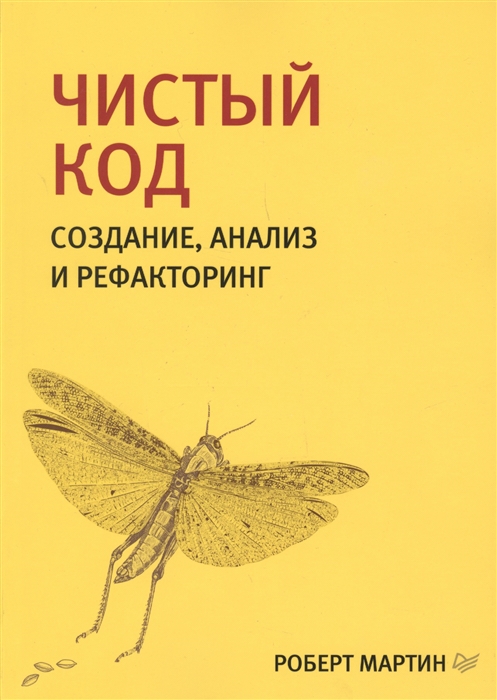 ЧИСТЫЙ
КОД
СОЗДАНИЕ, АНАЛИЗ
И РЕФАКТОРИНГ
РОБЕРТ МАРТИН